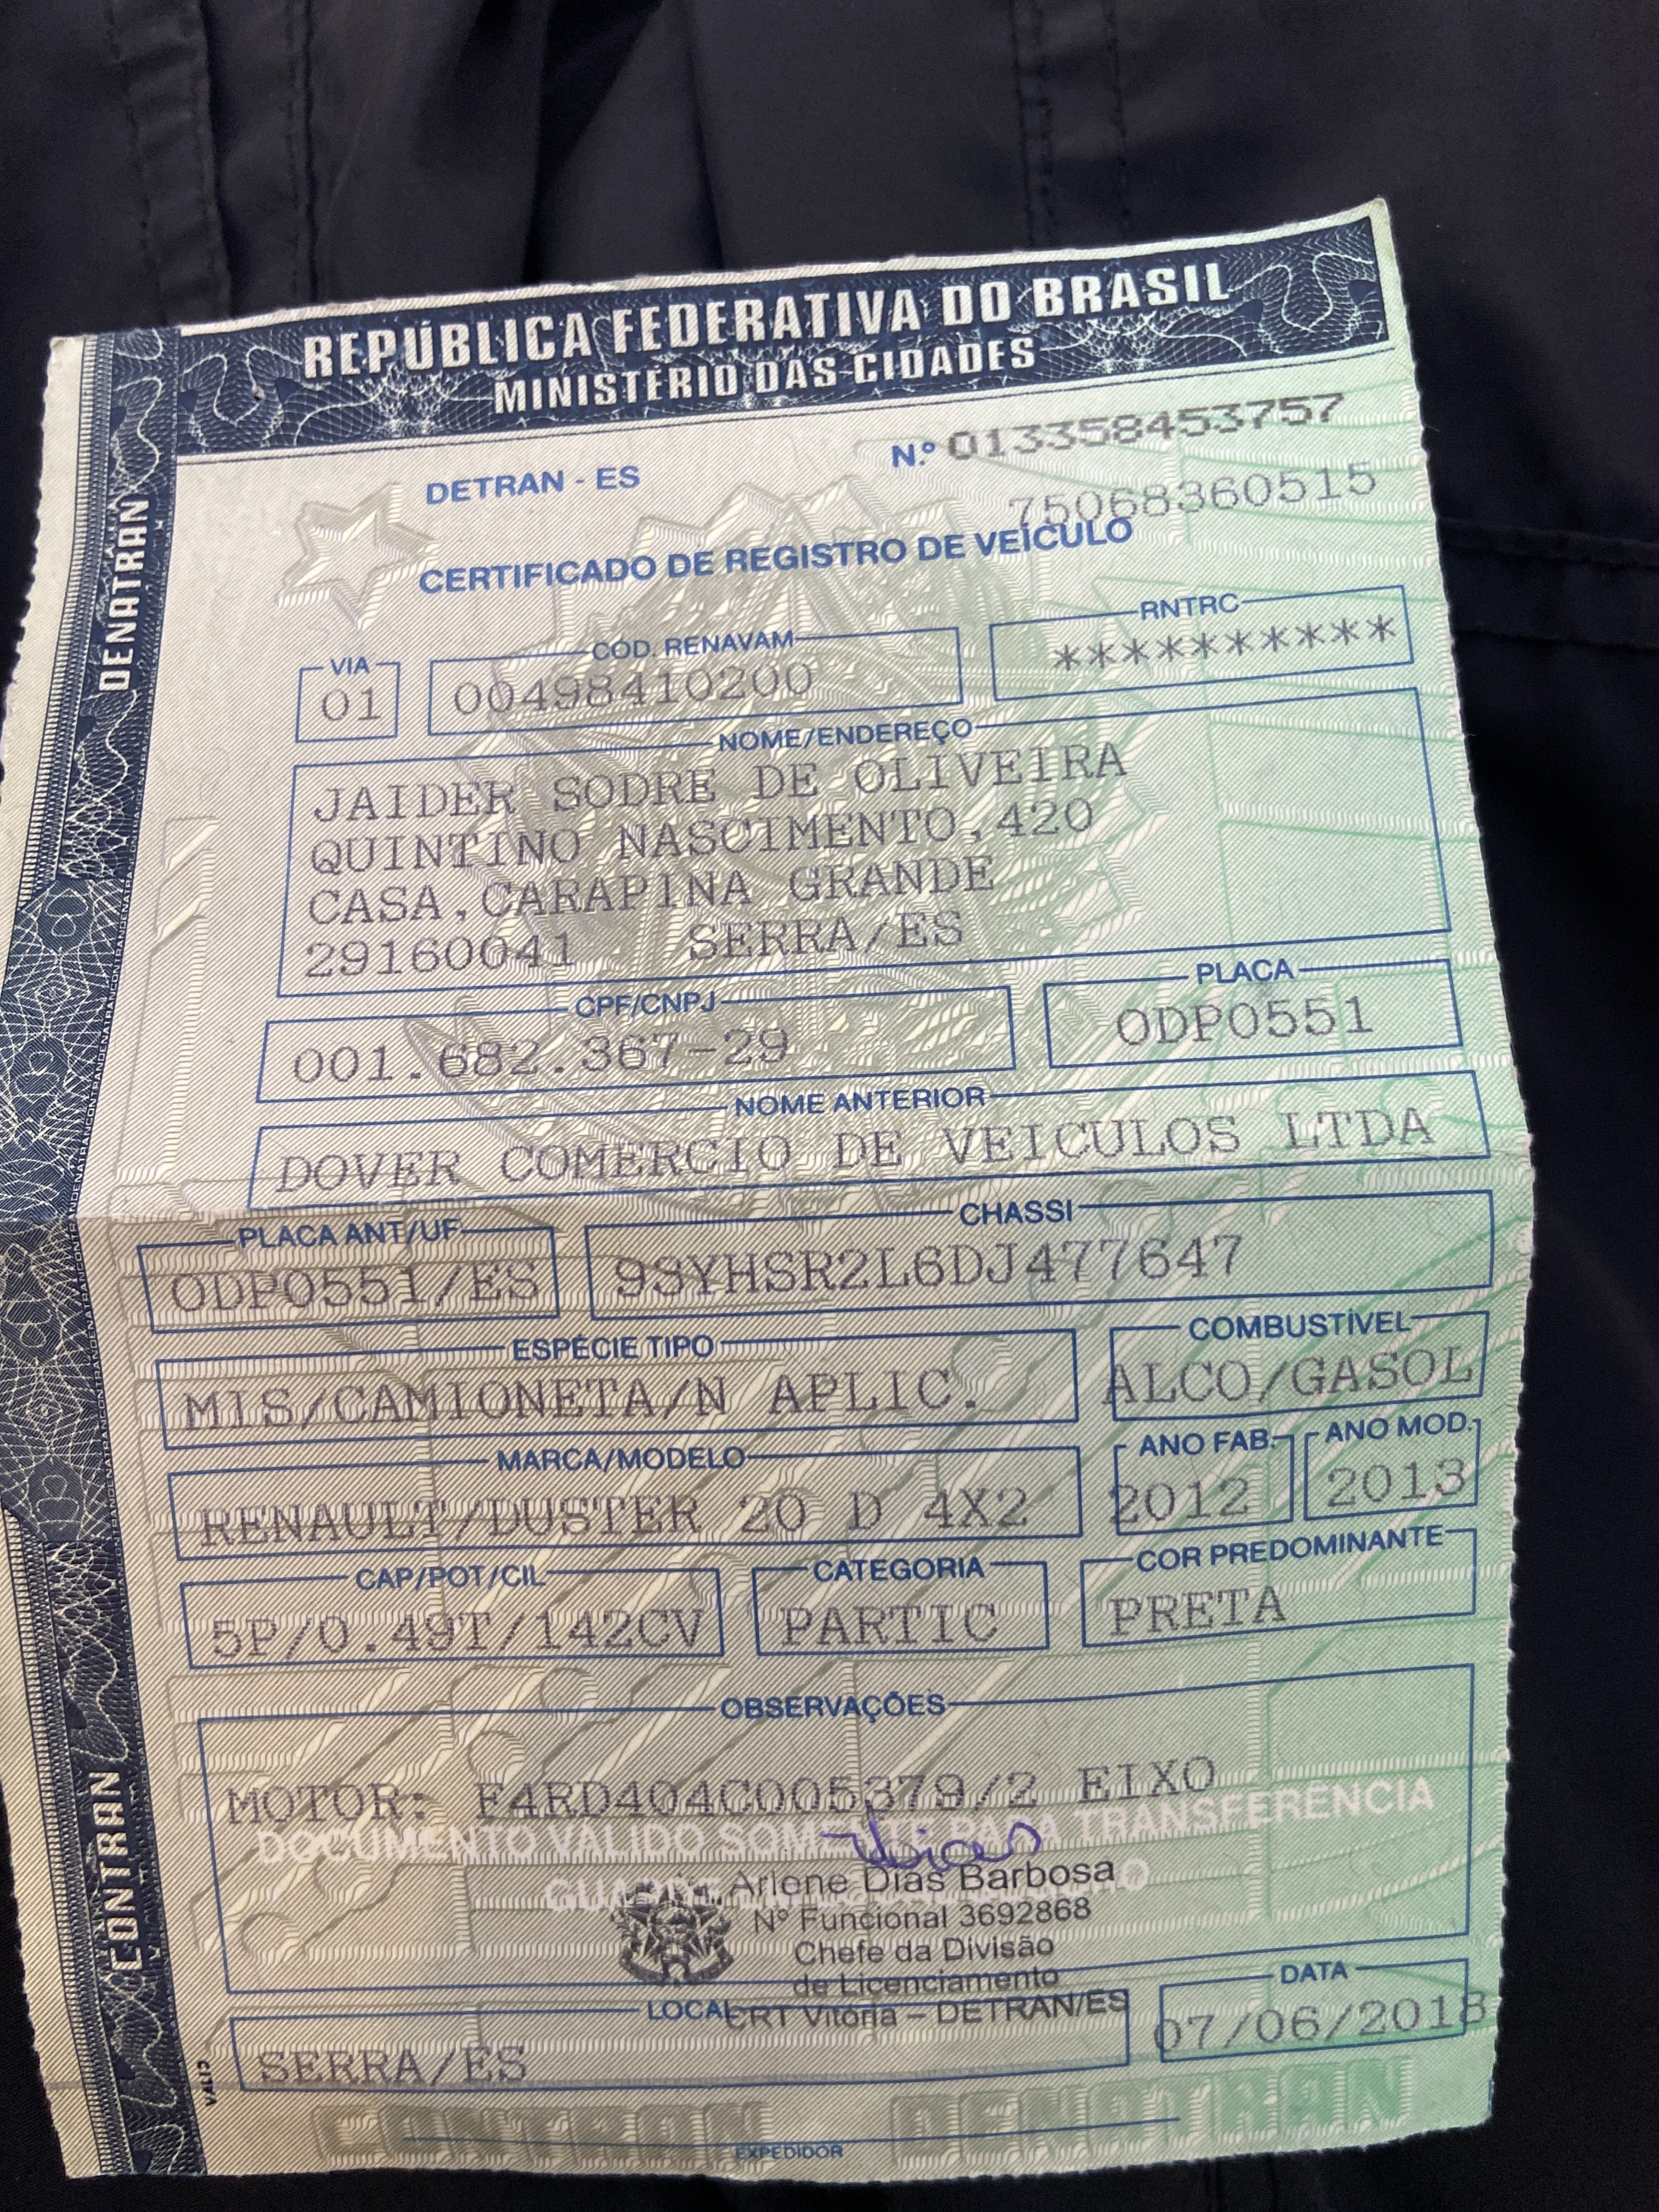 REPÚBLICA FEDERATIVA DO BRASIL
MINISTÉRIO DAS CIDADES
DENATRAN
CONTRAN
DETRAN - ES
N.º 013358453757
75068360515
CERTIFICADO DE REGISTRO DE VEÍCULO
VIA
01
CÓD. RENAVAM
00498410200
RNTRC
**********
NOME/ENDEREÇO
JAIDER SODRE DE OLIVEIRA
QUINTINO NASCIMENTO,420
CASA,CARAPINA GRANDE
29160041 SERRA/ES
CPF/CNPJ
001.682.367-29
PLACA
ODP0551
NOME ANTERIOR
DOVER COMERCIO DE VEICULOS LTDA
PLACA ANT/UF
ODP0551/ES
CHASSI
93YHSR2L6DJ477647
ESPÉCIE TIPO
MIS/CAMIONETA/N APLIC.
COMBUSTÍVEL
ALCO/GASOL
MARCA/MODELO
RENAULT/DUSTER 20 D 4X2
ANO FAB.
2012
ANO MOD.
2013
CAP/POT/CIL
5P/0.49T/142CV
CATEGORIA
PARTIC
COR PREDOMINANTE
PRETA
OBSERVAÇÕES
MOTOR: F4RD404C005379/2 EIXO
DOCUMENTO VÁLIDO SOMENTE PARA TRANSFERÊNCIA
Arlene Dias Barbosa
Nº Funcional 3692868
Chefe da Divisão
de Licenciamento
CRT Vitória – DETRAN/ES
LOCAL
SERRA/ES
DATA
07/06/2018
CONTRAN DENATRAN
EXPEDIDOR